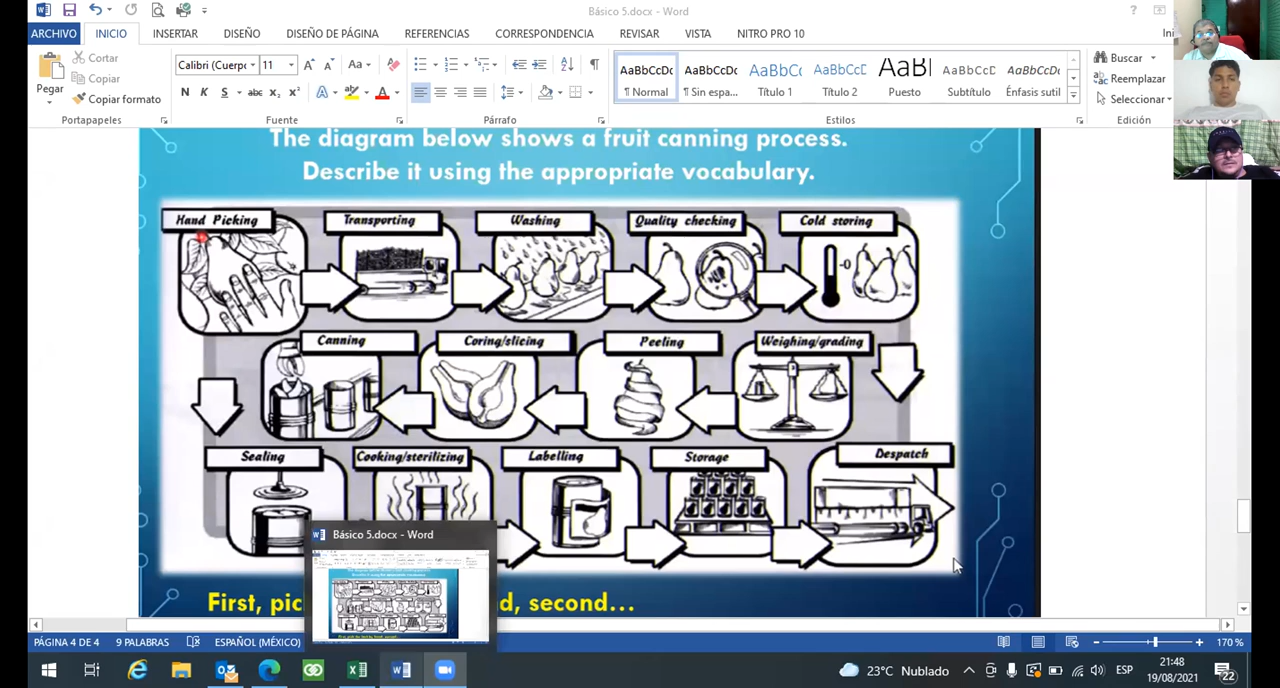 Básico 5.docx - Word
ARCHIVO INICIO INSERTAR DISEÑO DISEÑO DE PÁGINA REFERENCIAS CORRESPONDENCIA REVISAR VISTA NITRO PRO 10
Pegar
Cortar
Copiar
Copiar formato
Calibri (Cuerpo 11
AaBbCcDc AaBbCcDc AaBbCc AaBbCcD AaBI AaBbCcD AaBbCcDc
¶ Normal ¶ Sin espa... Título 1 Título 2 Puesto Subtítulo Énfasis sutil
Buscar
Reemplazar
Seleccionar
Portapapeles Fuente Párrafo Estilos Edición
The diagram below shows a fruit canning process.
Describe it using the appropriate vocabulary.
Hand Picking Transporting Washing Quality checking Cold storing
Canning Coring/slicing Peeling Weighing/grading
Sealing Cooking/sterilizing Labelling Storage Despatch
Básico 5.docx - Word
First, second...
PÁGINA 4 DE 4 9 PALABRAS ESPAÑOL (MÉXICO) 170 %
23°C Nublado ESP 21:48
19/08/2021 22